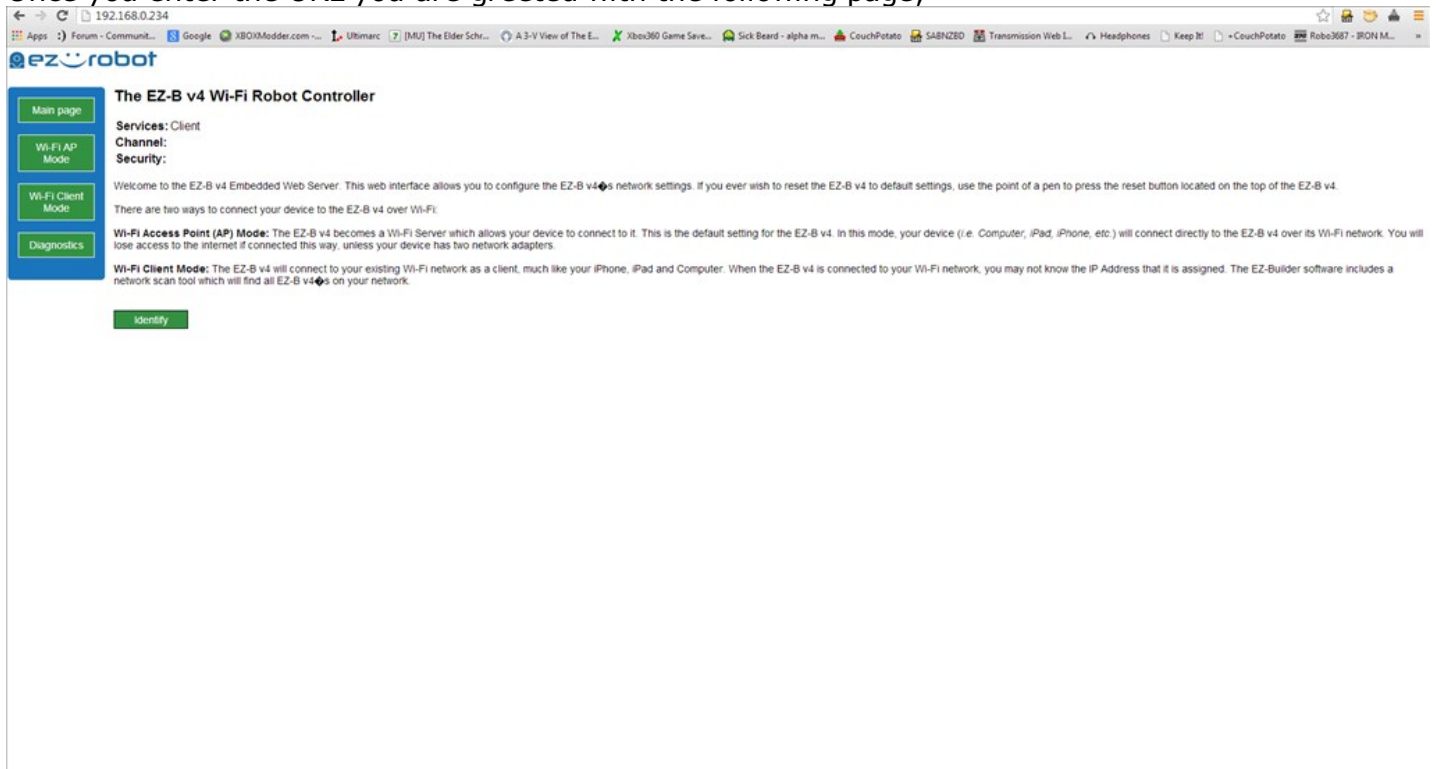 Once you enter the URL you are greeted with the following page,
192.168.0.234
Apps :) Forum - Communit... Google XBOXModder.com -... Ultimarc [MU] The Elder Schr... A 3-V View of The E... Xbox360 Game Save... Sick Beard - alpha m... CouchPotato SABNZBD Transmission Web I... Headphones Keep It! +CouchPotato Robo3687 - IRON M... »
ez robot
Main page
Wi-Fi AP
Mode
Wi-Fi Client
Mode
Diagnostics
The EZ-B v4 Wi-Fi Robot Controller
Services: Client
Channel:
Security:
Welcome to the EZ-B v4 Embedded Web Server. This web interface allows you to configure the EZ-B v4�s network settings. If you ever wish to reset the EZ-B v4 to default settings, use the point of a pen to press the reset button located on the top of the EZ-B v4.
There are two ways to connect your device to the EZ-B v4 over Wi-Fi:
Wi-Fi Access Point (AP) Mode: The EZ-B v4 becomes a Wi-Fi Server which allows your device to connect to it. This is the default setting for the EZ-B v4. In this mode, your device (i.e. Computer, iPad, iPhone, etc.) will connect directly to the EZ-B v4 over its Wi-Fi network. You will
lose access to the internet if connected this way, unless your device has two network adapters.
Wi-Fi Client Mode: The EZ-B v4 will connect to your existing Wi-Fi network as a client, much like your iPhone, iPad and Computer. When the EZ-B v4 is connected to your Wi-Fi network, you may not know the IP Address that it is assigned. The EZ-Builder software includes a
network scan tool which will find all EZ-B v4�s on your network.
Identify